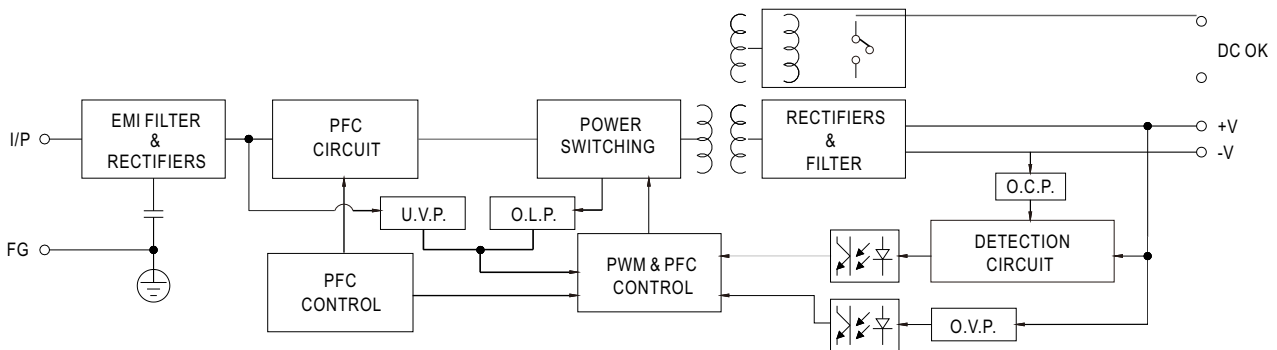 DC OK
I/P
EMI FILTER
&
RECTIFIERS
PFC
CIRCUIT
POWER
SWITCHING
RECTIFIERS
&
FILTER
+V
-V
O.C.P.
U.V.P.
O.L.P.
FG
PFC
CONTROL
PWM & PFC
CONTROL
DETECTION
CIRCUIT
O.V.P.